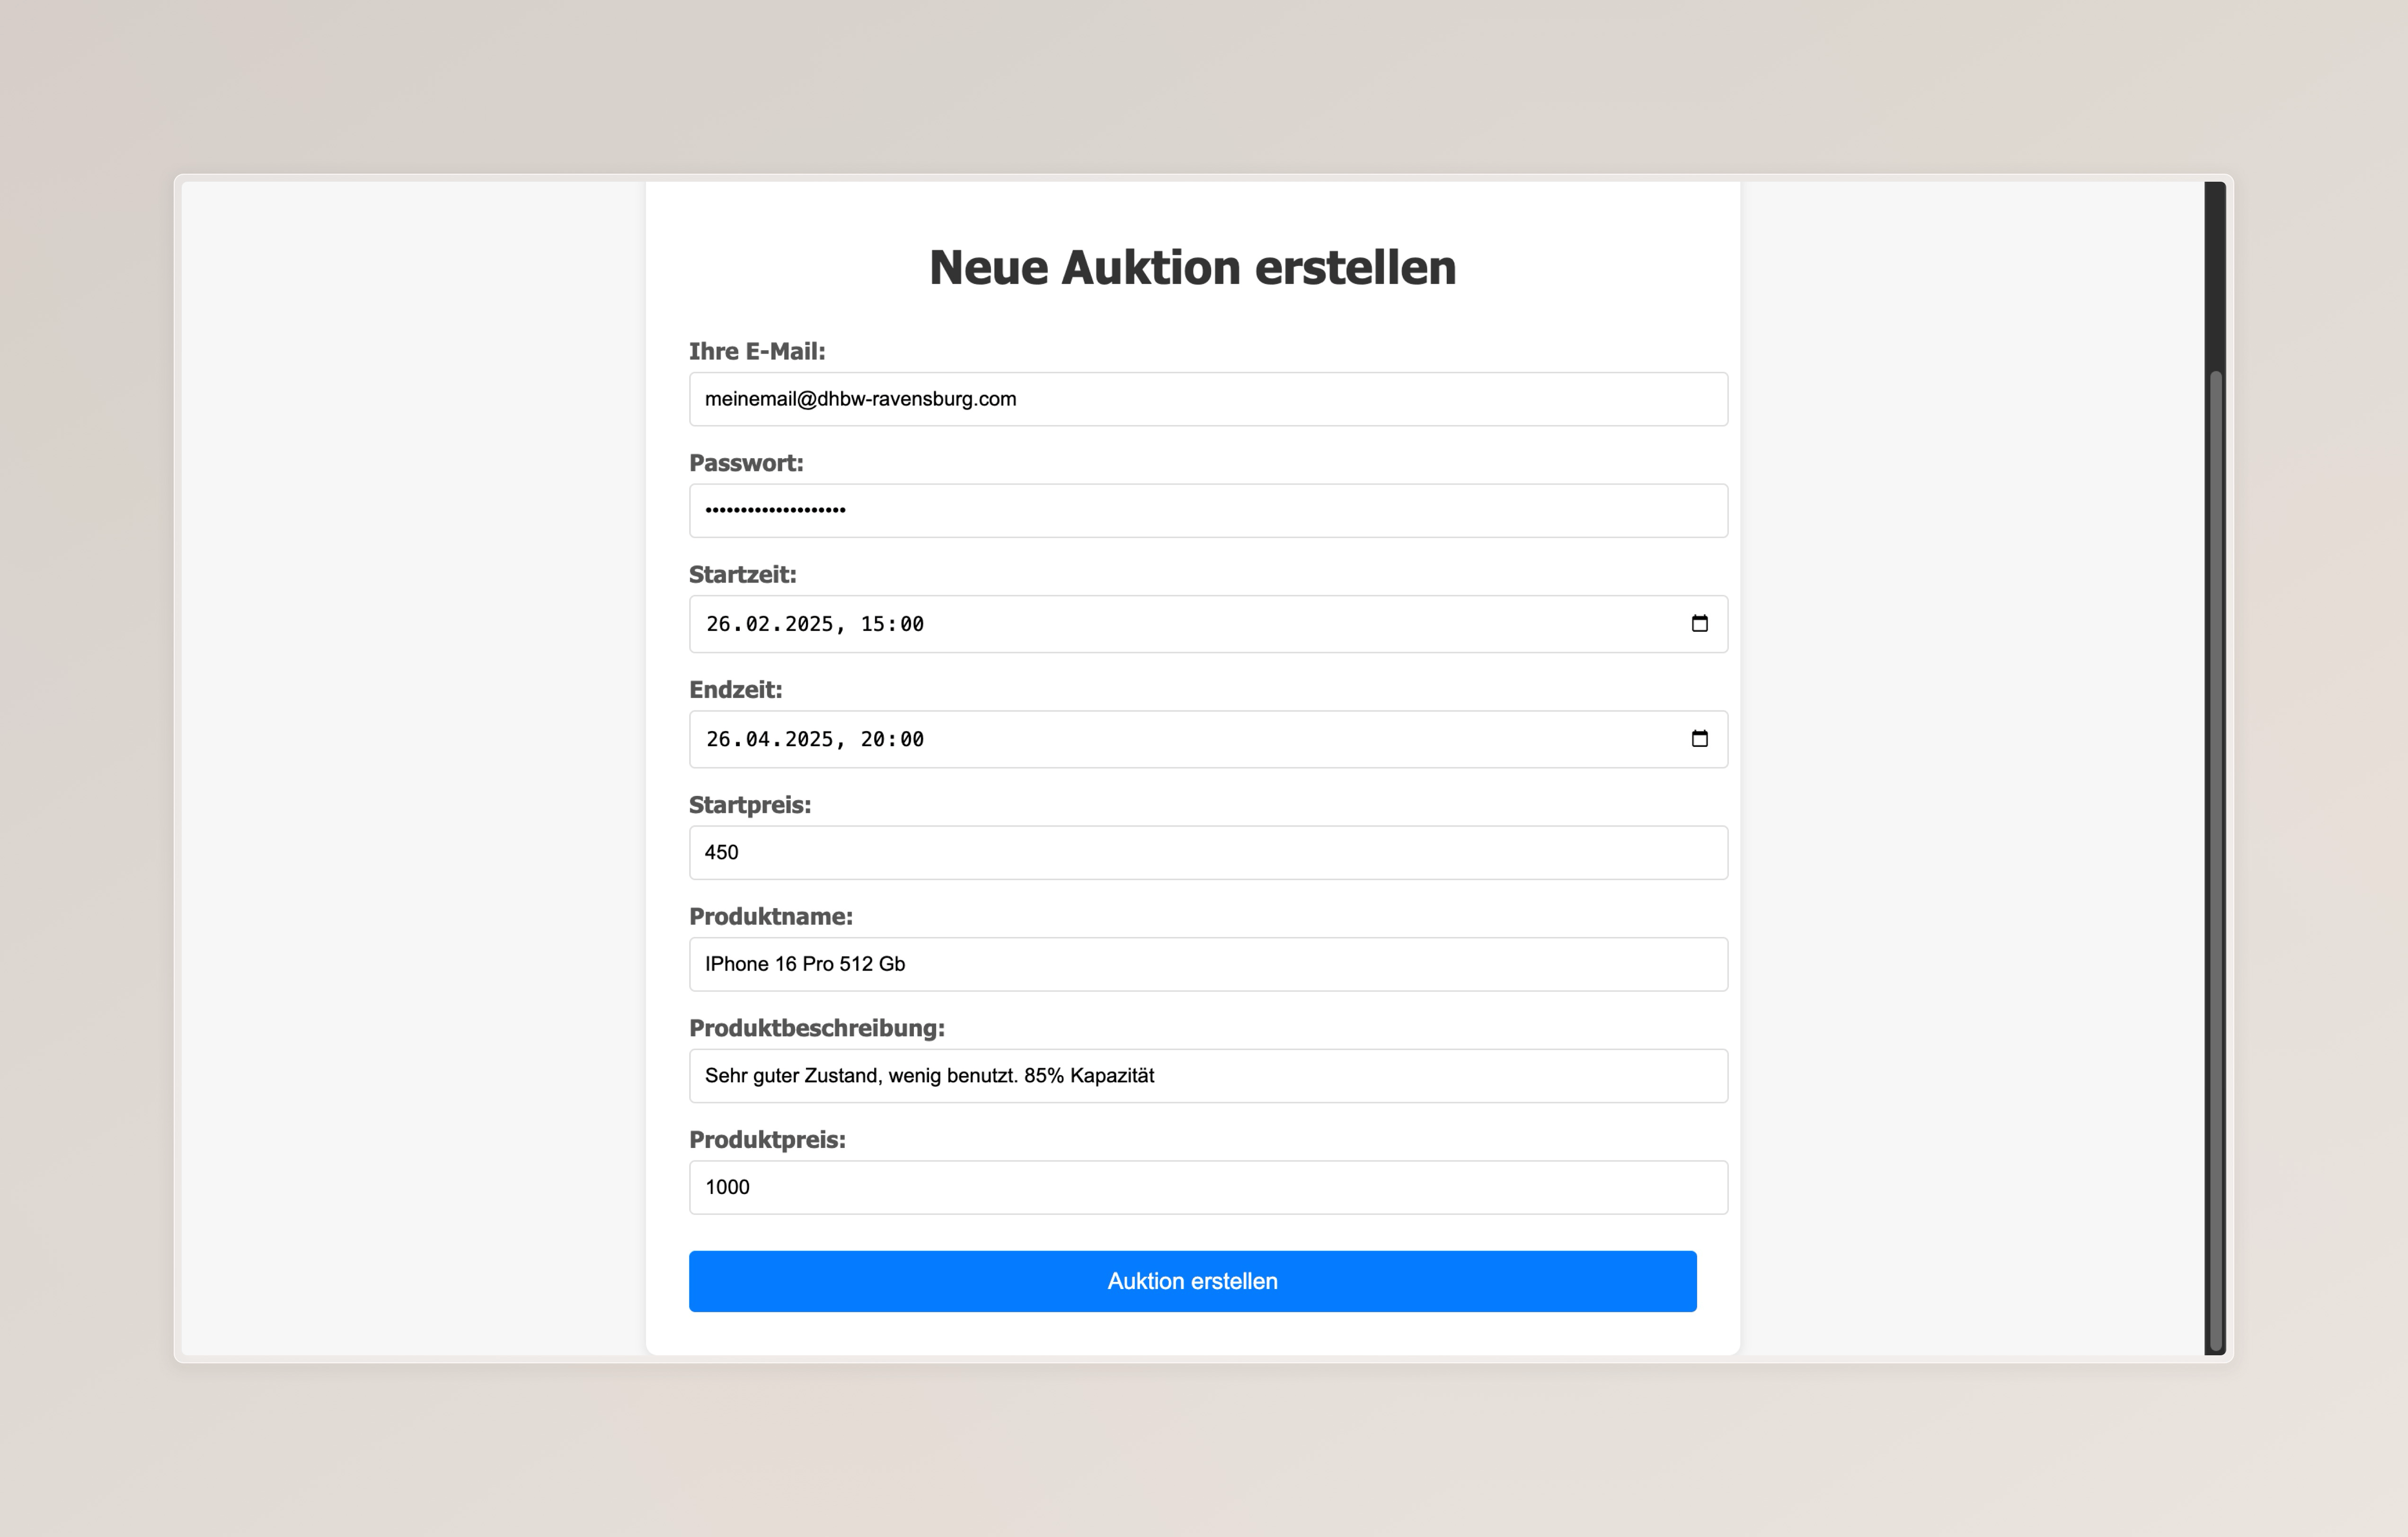 Neue Auktion erstellen
Ihre E-Mail:
meinemail@dhbw-ravensburg.com
Passwort:
••••••••••••••••••••
Startzeit:
26.02.2025, 15:00
Endzeit:
26.04.2025, 20:00
Startpreis:
450
Produktname:
IPhone 16 Pro 512 Gb
Produktbeschreibung:
Sehr guter Zustand, wenig benutzt. 85% Kapazität
Produktpreis:
1000
Auktion erstellen